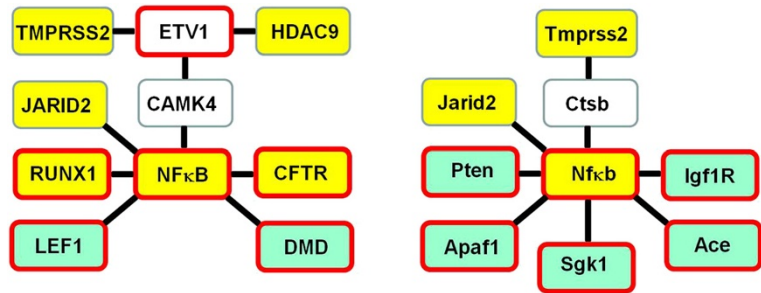 TMPRSS2
ETV1
HDAC9
JARID2
CAMK4
RUNX1
NFκB
CFTR
LEF1
DMD
Tmprss2
Jarid2
Ctsb
Pten
Nfκb
Igf1R
Apaf1
Sgk1
Ace